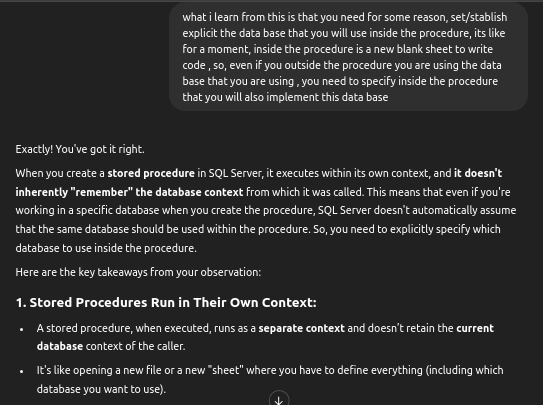 what i learn from this is that you need for some reason, set/stablish
explicit the data base that you will use inside the procedure, its like
for a moment, inside the procedure is a new blank sheet to write
code , so, even if you outside the procedure you are using the data
base that you are using , you need to specify inside the procedure
that you will also implement this data base
Exactly! You've got it right.
When you create a stored procedure in SQL Server, it executes within its own context, and it doesn't
inherently "remember" the database context from which it was called. This means that even if you're
working in a specific database when you create the procedure, SQL Server doesn't automatically assume
that the same database should be used within the procedure. So, you need to explicitly specify which
database to use inside the procedure.
Here are the key takeaways from your observation:
1. Stored Procedures Run in Their Own Context:
• A stored procedure, when executed, runs as a separate context and doesn't retain the current
database context of the caller.
• It's like opening a new file or a new "sheet" where you have to define everything (including which
database you want to use).